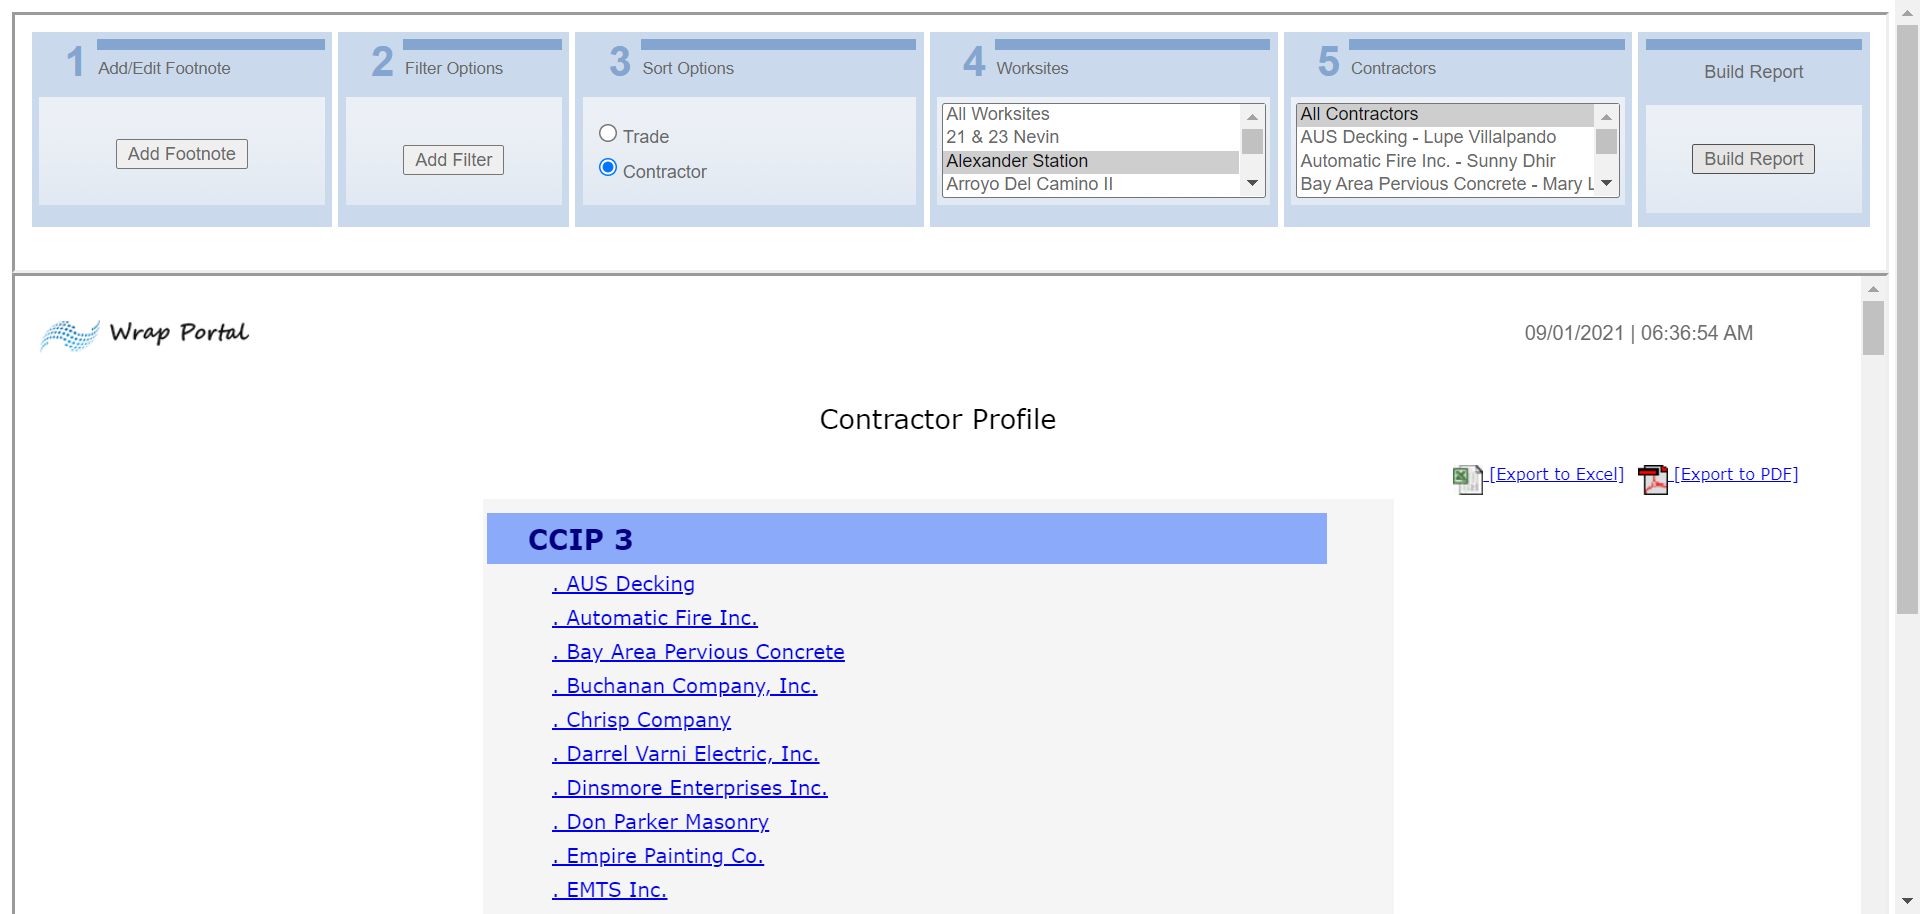 1 Add/Edit Footnote
Add Footnote
2 Filter Options
Add Filter
3 Sort Options
Trade
Contractor
4 Worksites
All Worksites
21 & 23 Nevin
Alexander Station
Arroyo Del Camino II
5 Contractors
All Contractors
AUS Decking - Lupe Villalpando
Automatic Fire Inc. - Sunny Dhir
Bay Area Pervious Concrete - Mary L
Build Report
Build Report
Wrap Portal
09/01/2021 | 06:36:54 AM
Contractor Profile
[Export to Excel] [Export to PDF]
CCIP 3
. AUS Decking
. Automatic Fire Inc.
. Bay Area Pervious Concrete
. Buchanan Company, Inc.
. Chrisp Company
. Darrel Varni Electric, Inc.
. Dinsmore Enterprises Inc.
. Don Parker Masonry
. Empire Painting Co.
. EMTS Inc.